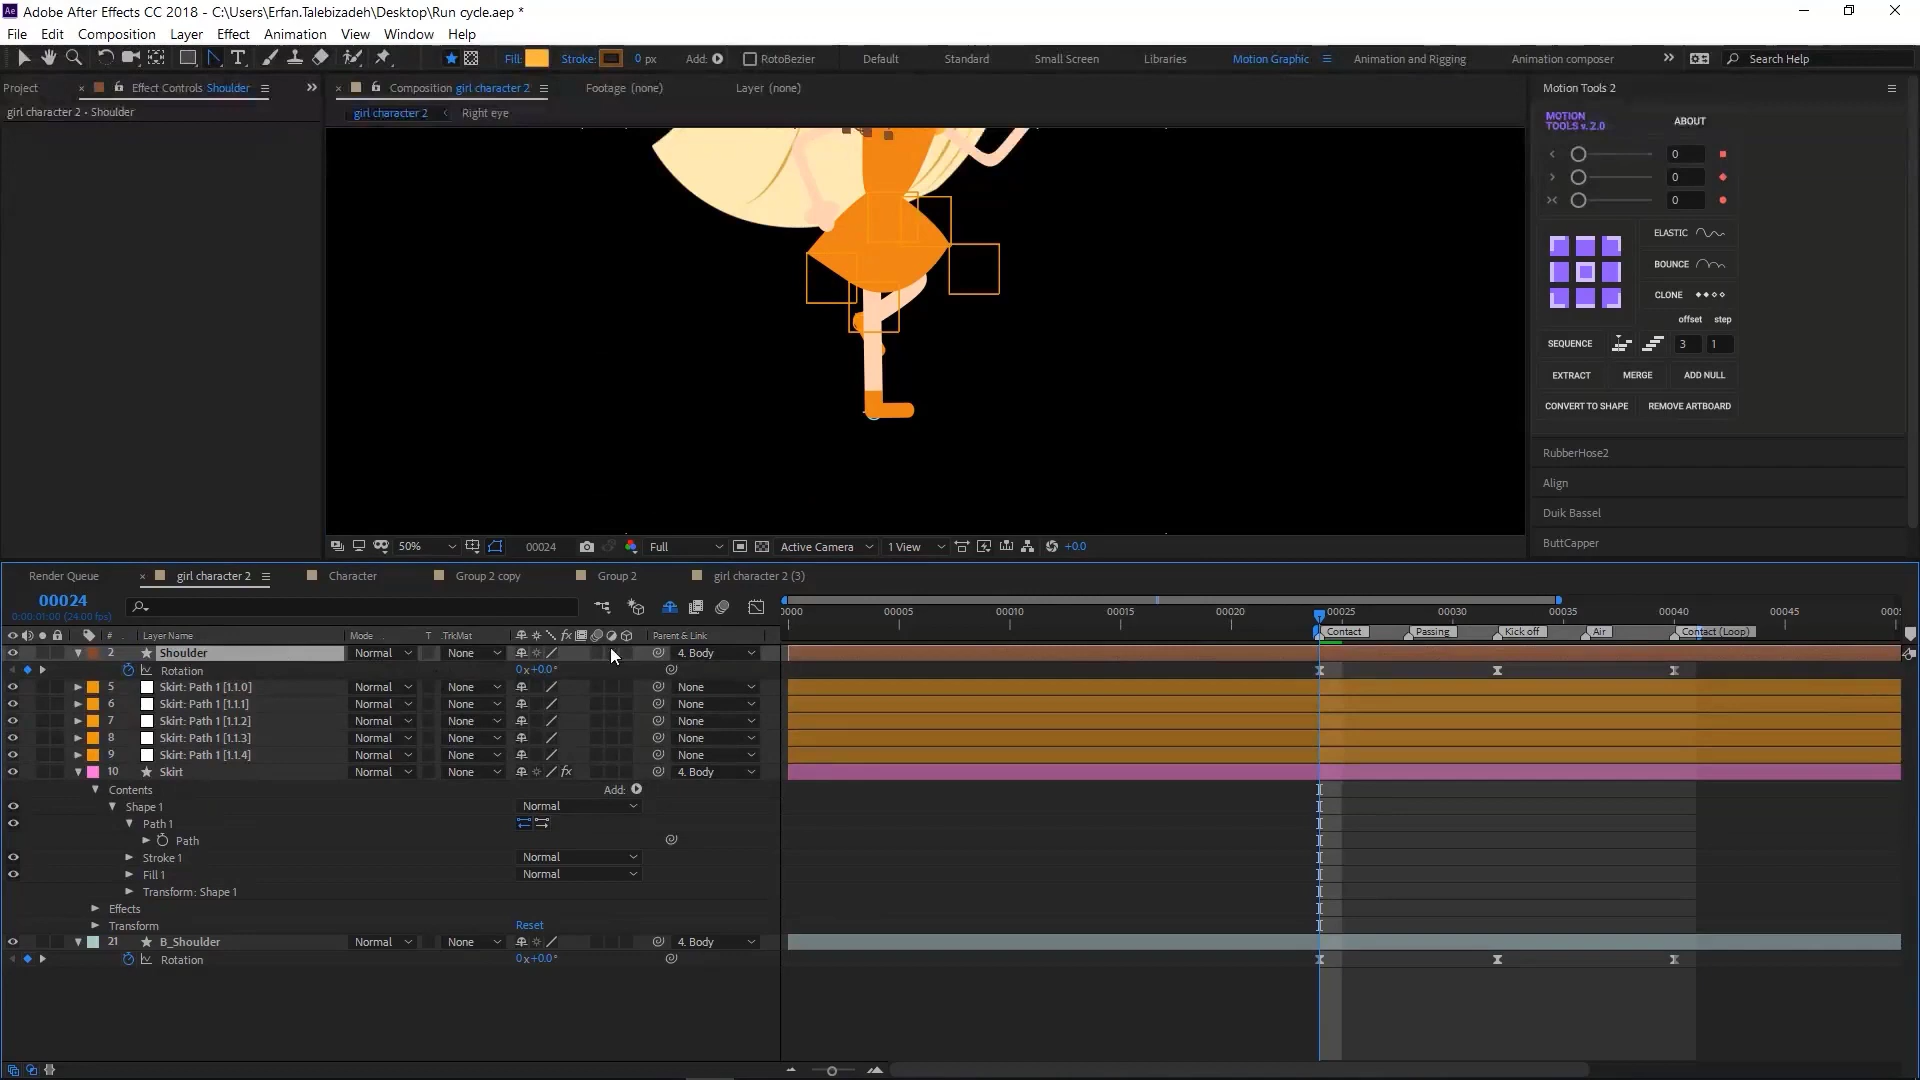 Adobe After Effects CC 2018 - C:\Users\Erfan.Talebizadeh\Desktop\Run cycle.aep *
File Edit Composition Layer Effect Animation View Window Help
Fill: Stroke: 0 px Add: RotoBezier Default Standard Small Screen Libraries Motion Graphic Animation and Rigging Animation composer Search Help
Project Effect Controls Shoulder Composition girl character 2 Footage (none) Layer (none) Motion Tools 2
girl character 2 • Shoulder girl character 2 Right eye
MOTION TOOLS v. 2.0 ABOUT
0
0
0
ELASTIC
BOUNCE
CLONE
offset step
SEQUENCE 3 1
EXTRACT MERGE ADD NULL
CONVERT TO SHAPE REMOVE ARTBOARD
RubberHose2
Align
Duik Bassel
ButtCapper
50% 00024 Full Active Camera 1 View +0.0
Render Queue girl character 2 Character Group 2 copy Group 2 girl character 2 (3)
00024
0:00:01:00 (24.00 fps)
0000 00005 00010 00015 00020 00025 00030 00035 00040 00045
Contact Passing Kick off Air Contact (Loop)
# Layer Name Mode T TrkMat Parent & Link
2 Shoulder Normal None 4. Body
Rotation 0x+0.0°
5 Skirt: Path 1 [1.1.0] Normal None None
6 Skirt: Path 1 [1.1.1] Normal None None
7 Skirt: Path 1 [1.1.2] Normal None None
8 Skirt: Path 1 [1.1.3] Normal None None
9 Skirt: Path 1 [1.1.4] Normal None None
10 Skirt Normal None fx 4. Body
Contents Add:
Shape 1 Normal
Path 1
Path
Stroke 1 Normal
Fill 1 Normal
Transform: Shape 1
Effects
Transform Reset
21 B_Shoulder Normal None 4. Body
Rotation 0x+0.0°